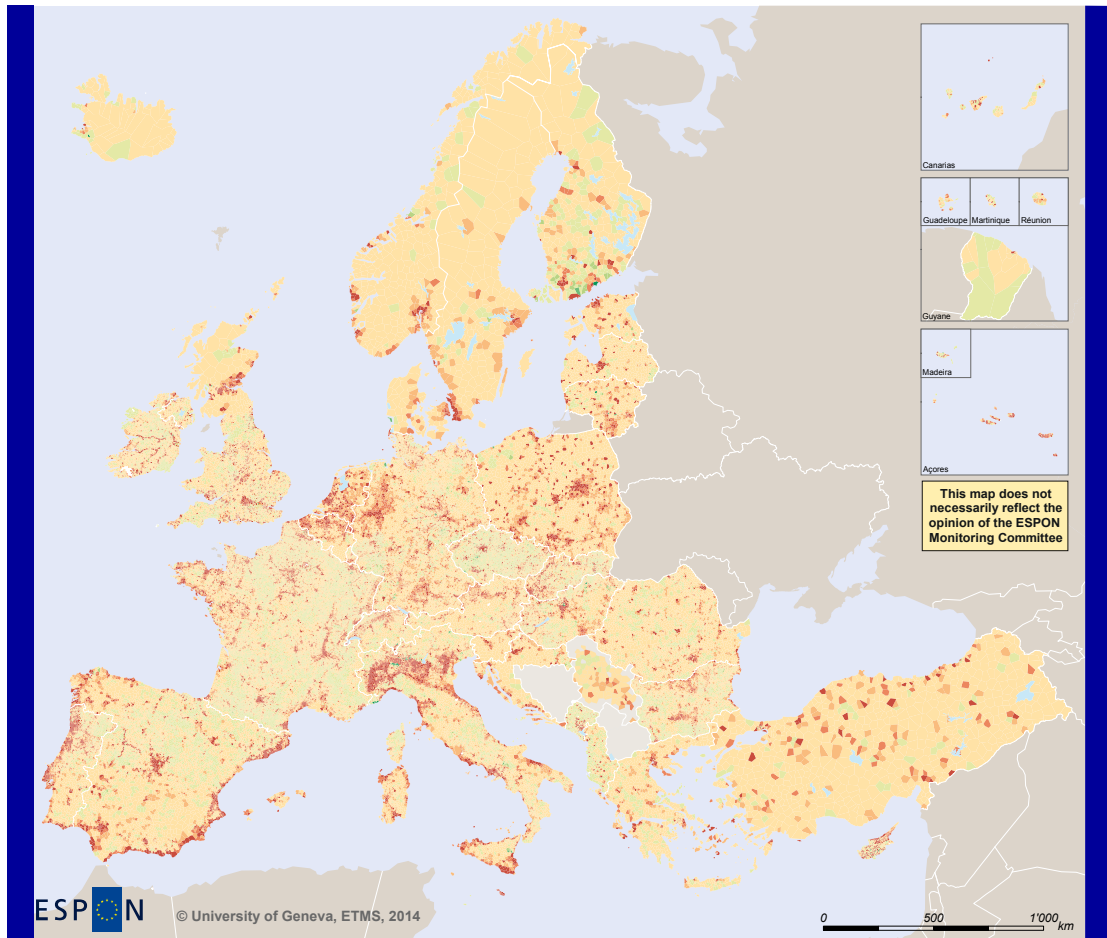 Canarias
Guadeloupe Martinique Réunion
Guyane
Madeira
Açores
This map does not
necessarily reflect the
opinion of the ESPON
Monitoring Committee
ESPON
© University of Geneva, ETMS, 2014
0 500 1'000
km